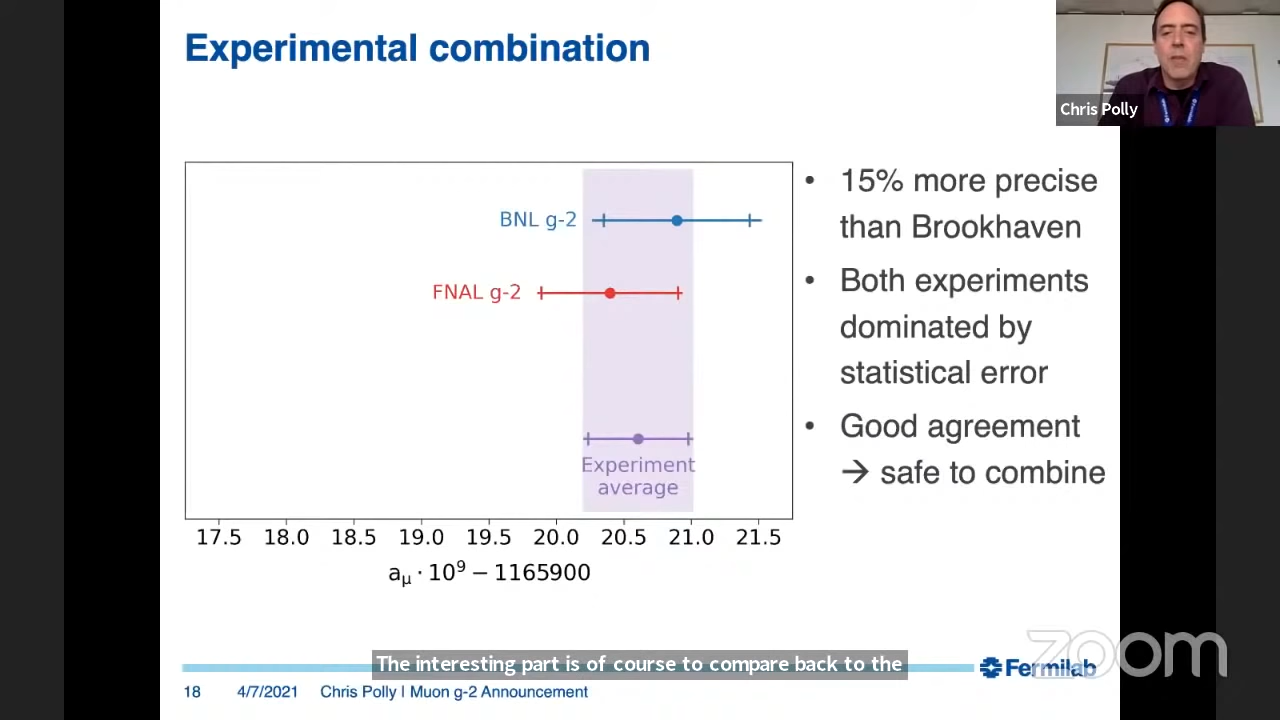 Experimental combination
Chris Polly
BNL g-2
FNAL g-2
Experiment
average
17.5 18.0 18.5 19.0 19.5 20.0 20.5 21.0 21.5
aμ · 10⁹ − 1165900
• 15% more precise
than Brookhaven
• Both experiments
dominated by
statistical error
• Good agreement
→ safe to combine
The interesting part is of course to compare back to the
zoom
Fermilab
18 4/7/2021 Chris Polly | Muon g-2 Announcement